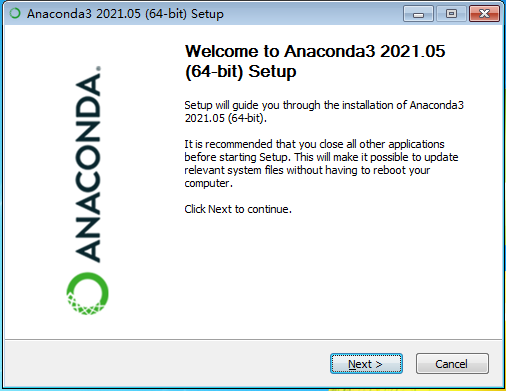 Anaconda3 2021.05 (64-bit) Setup
Welcome to Anaconda3 2021.05
(64-bit) Setup
Setup will guide you through the installation of Anaconda3
2021.05 (64-bit).
It is recommended that you close all other applications
before starting Setup. This will make it possible to update
relevant system files without having to reboot your
computer.
Click Next to continue.
ANACONDA.
Next >
Cancel